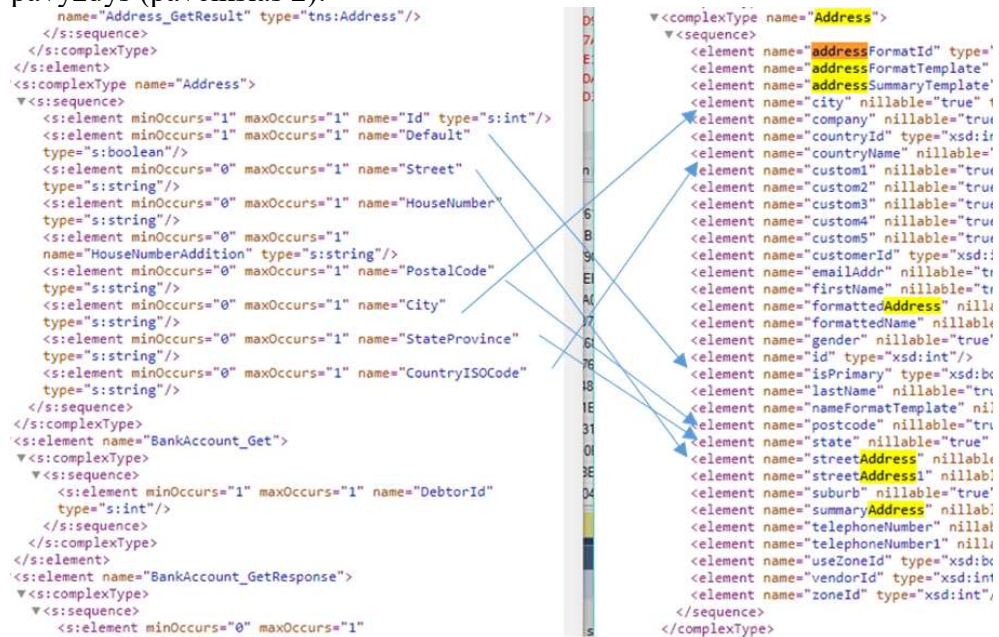 pavyzdys (paveikslas 2).
name="Address_GetResult" type="tns:Address"/>
</s:sequence>
</s:complexType>
</s:element>
<s:complexType name="Address">
▼<s:sequence>
<s:element minOccurs="1" maxOccurs="1" name="Id" type="s:int"/>
<s:element minOccurs="1" maxOccurs="1" name="Default"
type="s:boolean"/>
<s:element minOccurs="0" maxOccurs="1" name="Street"
type="s:string"/>
<s:element minOccurs="0" maxOccurs="1" name="HouseNumber"
type="s:string"/>
<s:element minOccurs="0" maxOccurs="1"
name="HouseNumberAddition" type="s:string"/>
<s:element minOccurs="0" maxOccurs="1" name="PostalCode"
type="s:string"/>
<s:element minOccurs="0" maxOccurs="1" name="City"
type="s:string"/>
<s:element minOccurs="0" maxOccurs="1" name="StateProvince"
type="s:string"/>
<s:element minOccurs="0" maxOccurs="1" name="CountryISOCode"
type="s:string"/>
</s:sequence>
</s:complexType>
<s:element name="BankAccount_Get">
▼<s:complexType>
▼<s:sequence>
<s:element minOccurs="1" maxOccurs="1" name="DebtorId"
type="s:int"/>
</s:sequence>
</s:complexType>
</s:element>
<s:element name="BankAccount_GetResponse">
▼<s:complexType>
▼<s:sequence>
<s:element minOccurs="0" maxOccurs="1"
▼<complexType name="Address">
▼<sequence>
<element name="addressFormatId" type="
<element name="addressFormatTemplate"
<element name="addressSummaryTemplate"
<element name="city" nillable="true" t
<element name="company" nillable="true
<element name="countryId" type="xsd:in
<element name="countryName" nillable="
<element name="custom1" nillable="true
<element name="custom2" nillable="true
<element name="custom3" nillable="true
<element name="custom4" nillable="true
<element name="custom5" nillable="true
<element name="customerId" type="xsd:i
<element name="emailAddr" nillable="tr
<element name="firstName" nillable="tr
<element name="formattedAddress" nilla
<element name="formattedName" nillable
<element name="gender" nillable="true"
<element name="id" type="xsd:int"/>
<element name="isPrimary" type="xsd:bo
<element name="lastName" nillable="tru
<element name="nameFormatTemplate" nil
<element name="postcode" nillable="tru
<element name="state" nillable="true"
<element name="streetAddress" nillable
<element name="streetAddress1" nillabl
<element name="suburb" nillable="true"
<element name="summaryAddress" nillabl
<element name="telephoneNumber" nillab
<element name="telephoneNumber1" nilla
<element name="useZoneId" type="xsd:bo
<element name="vendorId" type="xsd:int
<element name="zoneId" type="xsd:int"/
</sequence>
</complexType>